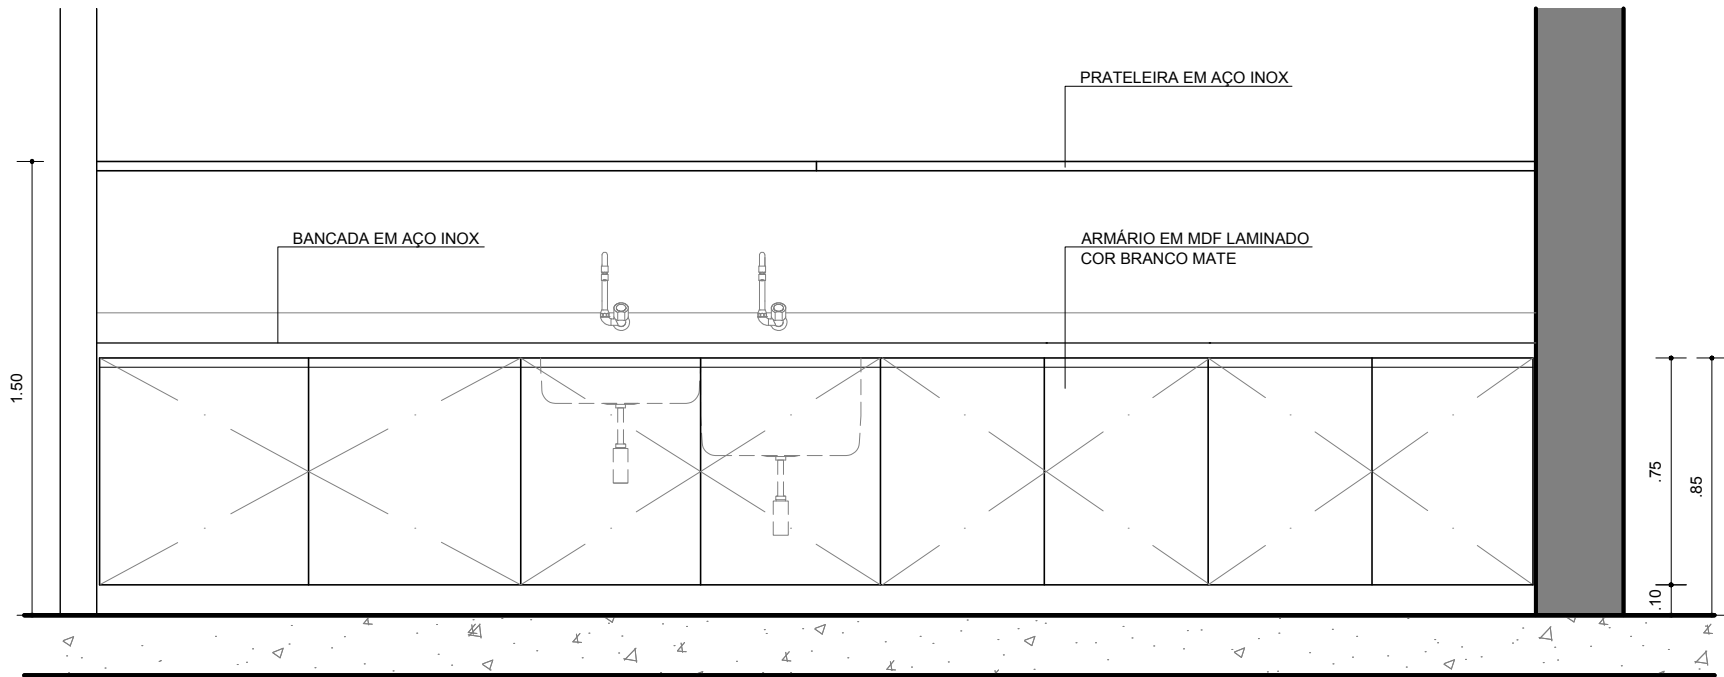 PRATELEIRA EM AÇO INOX
BANCADA EM AÇO INOX
ARMÁRIO EM MDF LAMINADO
COR BRANCO MATE
1.50
.75
.85
.10